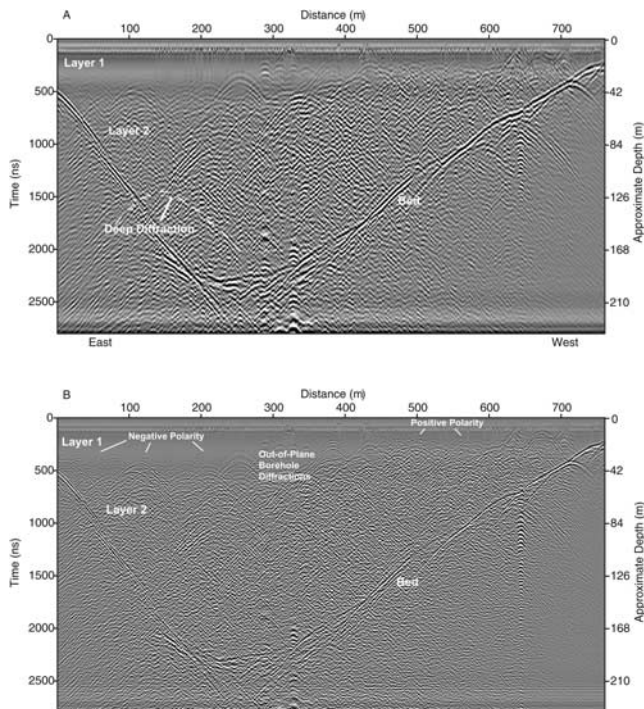 A
Distance (m)
100 200 300 400 500 600 700
0 0
Layer 1
500 42
Layer 2
1000 84
Time (ns)
Approximate Depth (m)
1500 126
Bed
Deep Diffraction
2000 168
2500 210
East West
B
Distance (m)
100 200 300 400 500 600 700
0 0
Positive Polarity
Layer 1 Negative Polarity
Out-of-Plane
Borehole
Diffractions
500 42
Layer 2
1000 84
Time (ns)
Approximate Depth (m)
1500 126
Bed
2000 168
2500 210